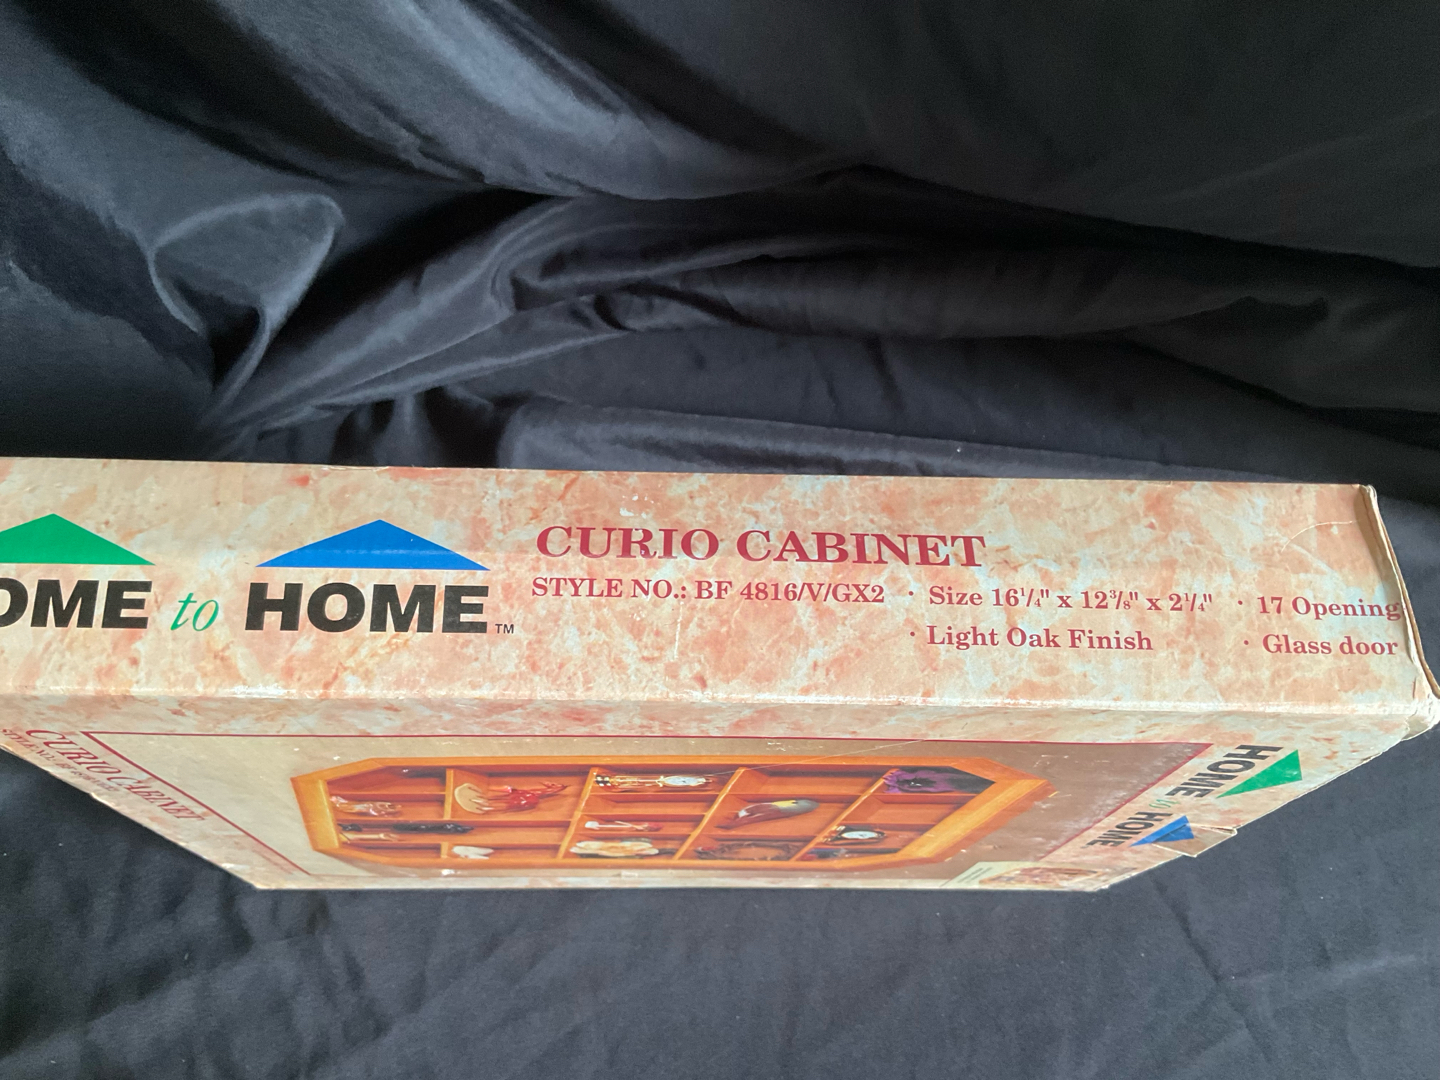 OME to HOME™
CURIO CABINET
STYLE NO.: BF 4816/V/GX2
· Size 16¼" x 12⅜" x 2¼"
· Light Oak Finish
· 17 Opening
· Glass door
CURIO CABINET
HOME to HOME